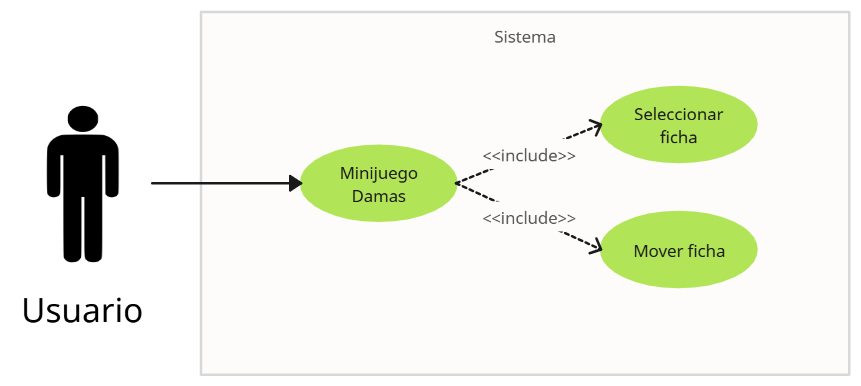 Sistema
Seleccionar
ficha
<<include>>
Minijuego
Damas
<<include>>
Mover ficha
Usuario